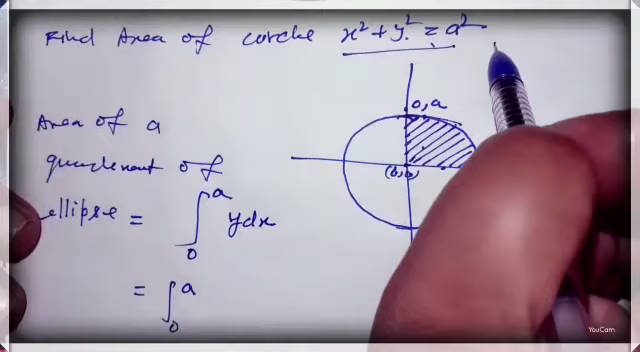 Find Area of circle x² + y² = a²
0, a
Area of a
quadrant of
(0,0)
ellipse = ∫₀ᵃ ydx
= ∫₀ᵃ
YouCam